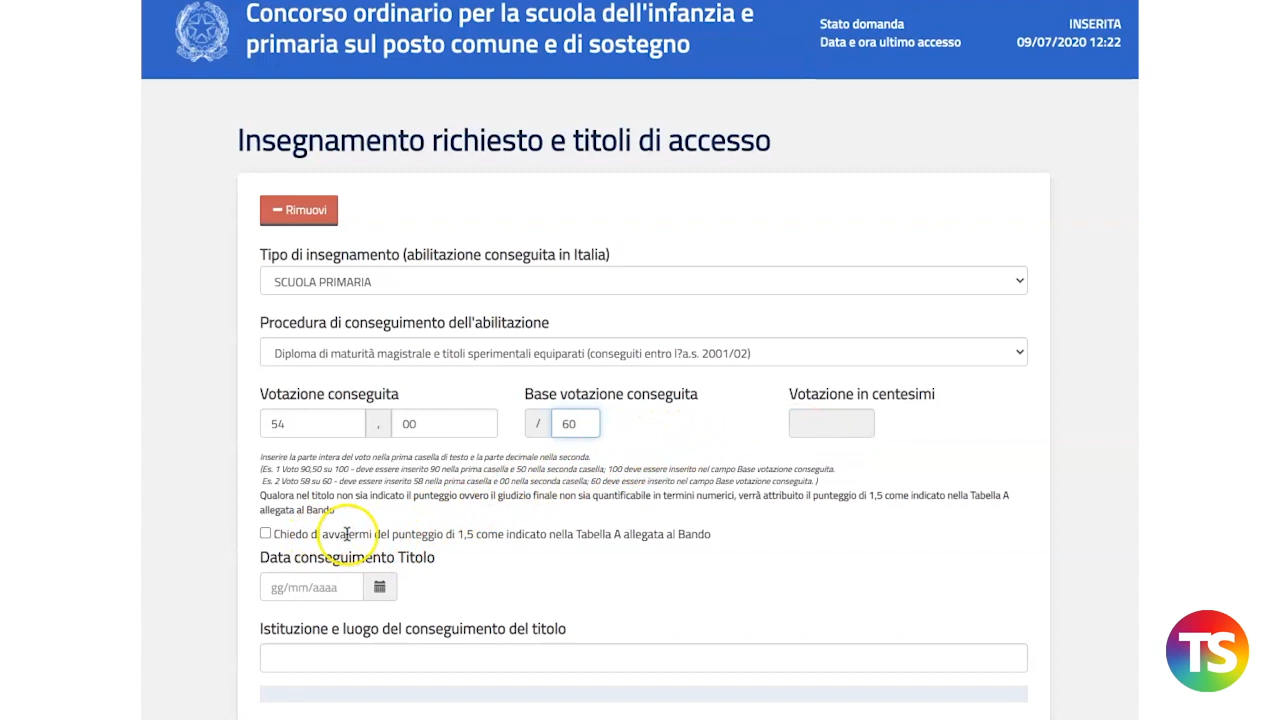 Concorso ordinario per la scuola dell'infanzia e
primaria sul posto comune e di sostegno
Stato domanda INSERITA
Data e ora ultimo accesso 09/07/2020 12:22
Insegnamento richiesto e titoli di accesso
Rimuovi
Tipo di insegnamento (abilitazione conseguita in Italia)
SCUOLA PRIMARIA
Procedura di conseguimento dell'abilitazione
Diploma di maturità magistrale e titoli sperimentali equiparati (conseguiti entro l?a.s. 2001/02)
Votazione conseguita Base votazione conseguita Votazione in centesimi
54 , 00 / 60
Inserire la parte intera del voto nella prima casella di testo e la parte decimale nella seconda.
(Es. 1 Voto 90,50 su 100 - deve essere inserito 90 nella prima casella e 50 nella seconda casella; 100 deve essere inserito nel campo Base votazione conseguita.
Es. 2 Voto 58 su 60 - deve essere inserito 58 nella prima casella e 00 nella seconda casella; 60 deve essere inserito nel campo Base votazione conseguita. )
Qualora nel titolo non sia indicato il punteggio ovvero il giudizio finale non sia quantificabile in termini numerici, verrà attribuito il punteggio di 1,5 come indicato nella Tabella A
allegata al Bando
Chiedo di avvalermi del punteggio di 1,5 come indicato nella Tabella A allegata al Bando
Data conseguimento Titolo
gg/mm/aaaa
Istituzione e luogo del conseguimento del titolo
TS